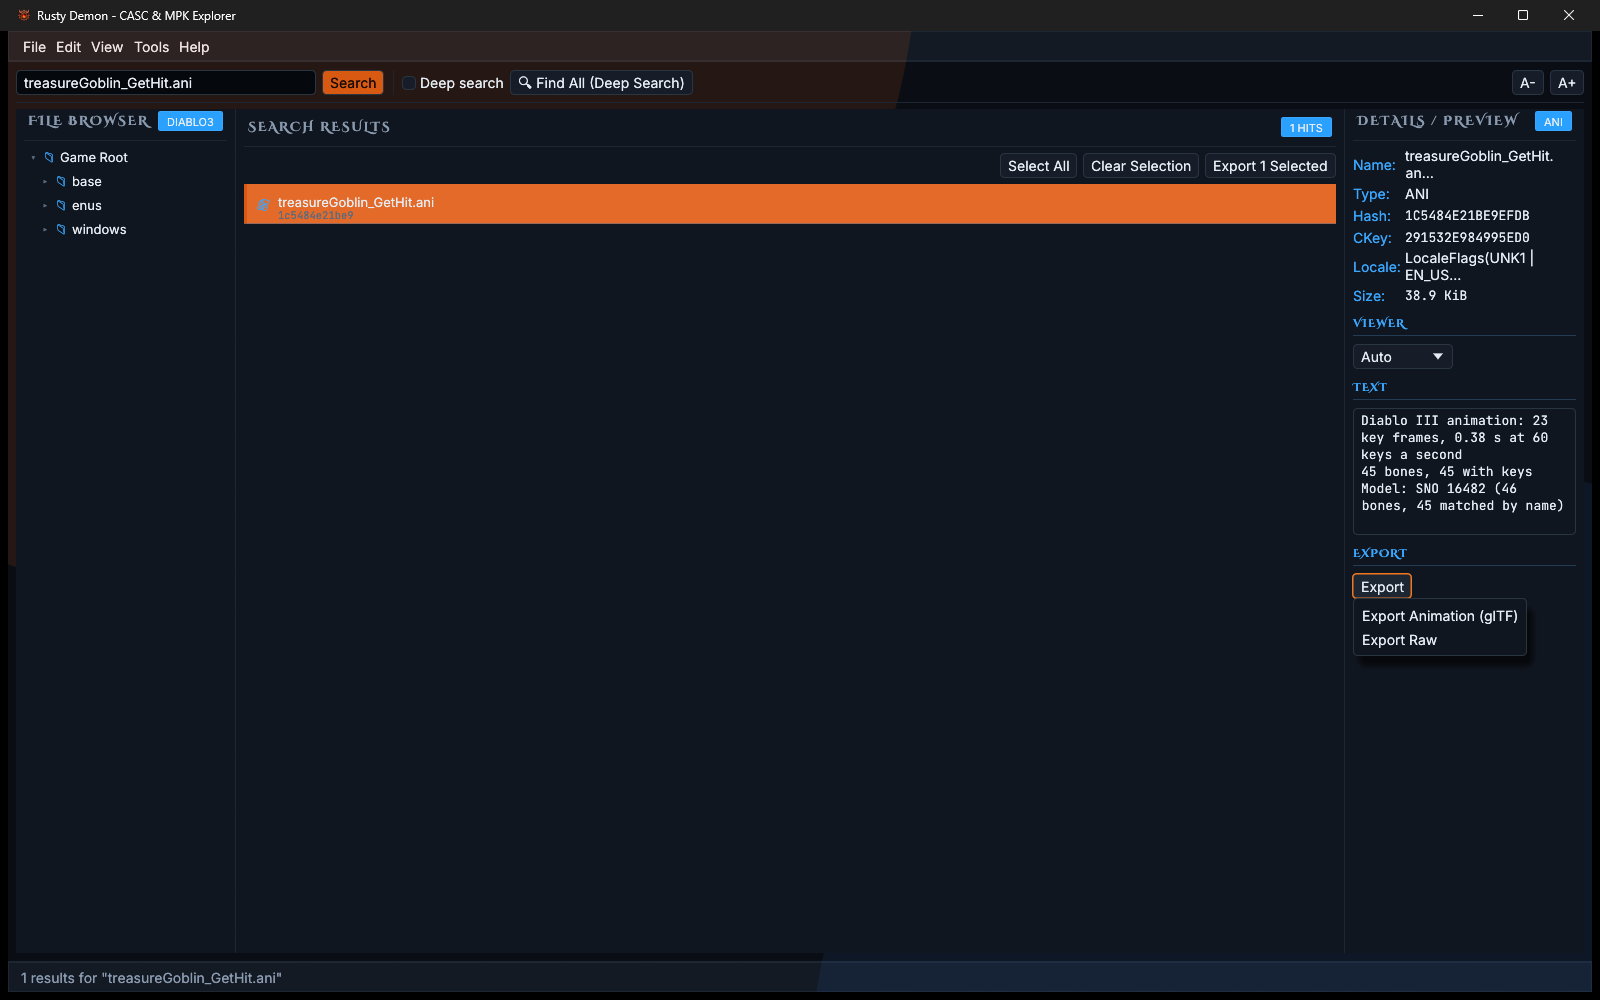 Rusty Demon - CASC & MPK Explorer
File Edit View Tools Help
treasureGoblin_GetHit.ani
Search
Deep search
Find All (Deep Search)
A-
A+
FILE BROWSER
DIABLO3
Game Root
base
enus
windows
SEARCH RESULTS
1 HITS
Select All
Clear Selection
Export 1 Selected
treasureGoblin_GetHit.ani
1c5484e21be9
DETAILS / PREVIEW
ANI
Name: treasureGoblin_GetHit.
an...
Type: ANI
Hash: 1C5484E21BE9EFDB
CKey: 291532E984995ED0
Locale: LocaleFlags(UNK1 |
EN_US...
Size: 38.9 KiB
VIEWER
Auto
TEXT
Diablo III animation: 23
key frames, 0.38 s at 60
keys a second
45 bones, 45 with keys
Model: SNO 16482 (46
bones, 45 matched by name)
EXPORT
Export
Export Animation (glTF)
Export Raw
1 results for "treasureGoblin_GetHit.ani"